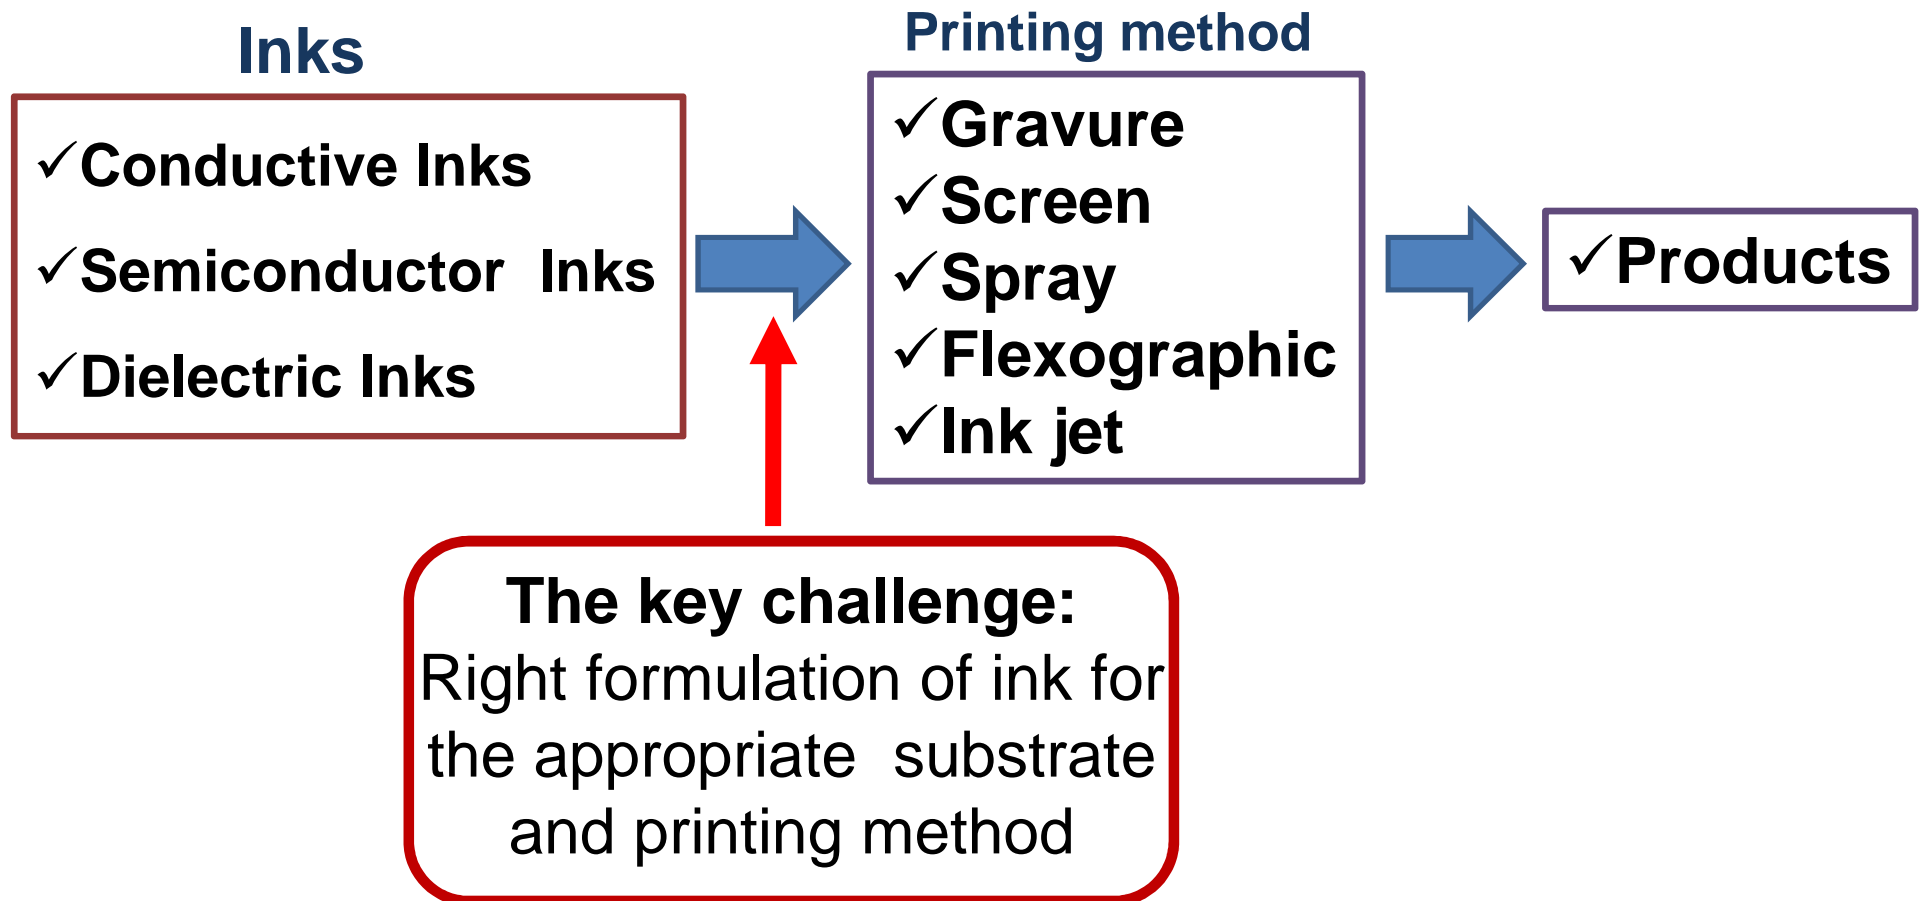 Inks
✓Conductive Inks
✓Semiconductor Inks
✓Dielectric Inks
Printing method
✓Gravure
✓Screen
✓Spray
✓Flexographic
✓Ink jet
✓Products
The key challenge:
Right formulation of ink for
the appropriate substrate
and printing method